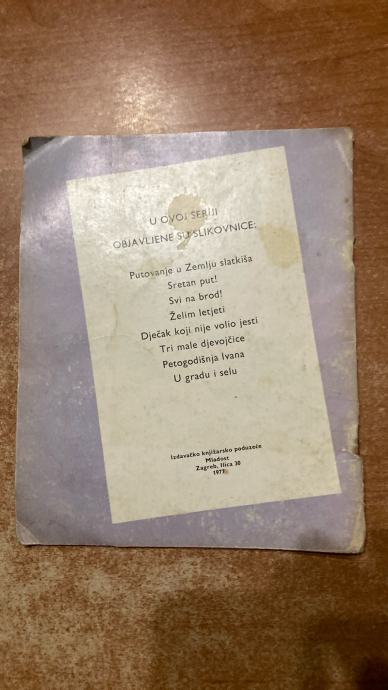 U OVOJ SERIJI
OBJAVLJENE SU SLIKOVNICE:
Putovanje u Zemlju slatkiša
Sretan put!
Svi na brod!
Želim letjeti
Dječak koji nije volio jesti
Tri male djevojčice
Petogodišnja Ivana
U gradu i selu
Izdavačko knjižarsko poduzeće
Mladost
Zagreb, Ilica 30
1977.